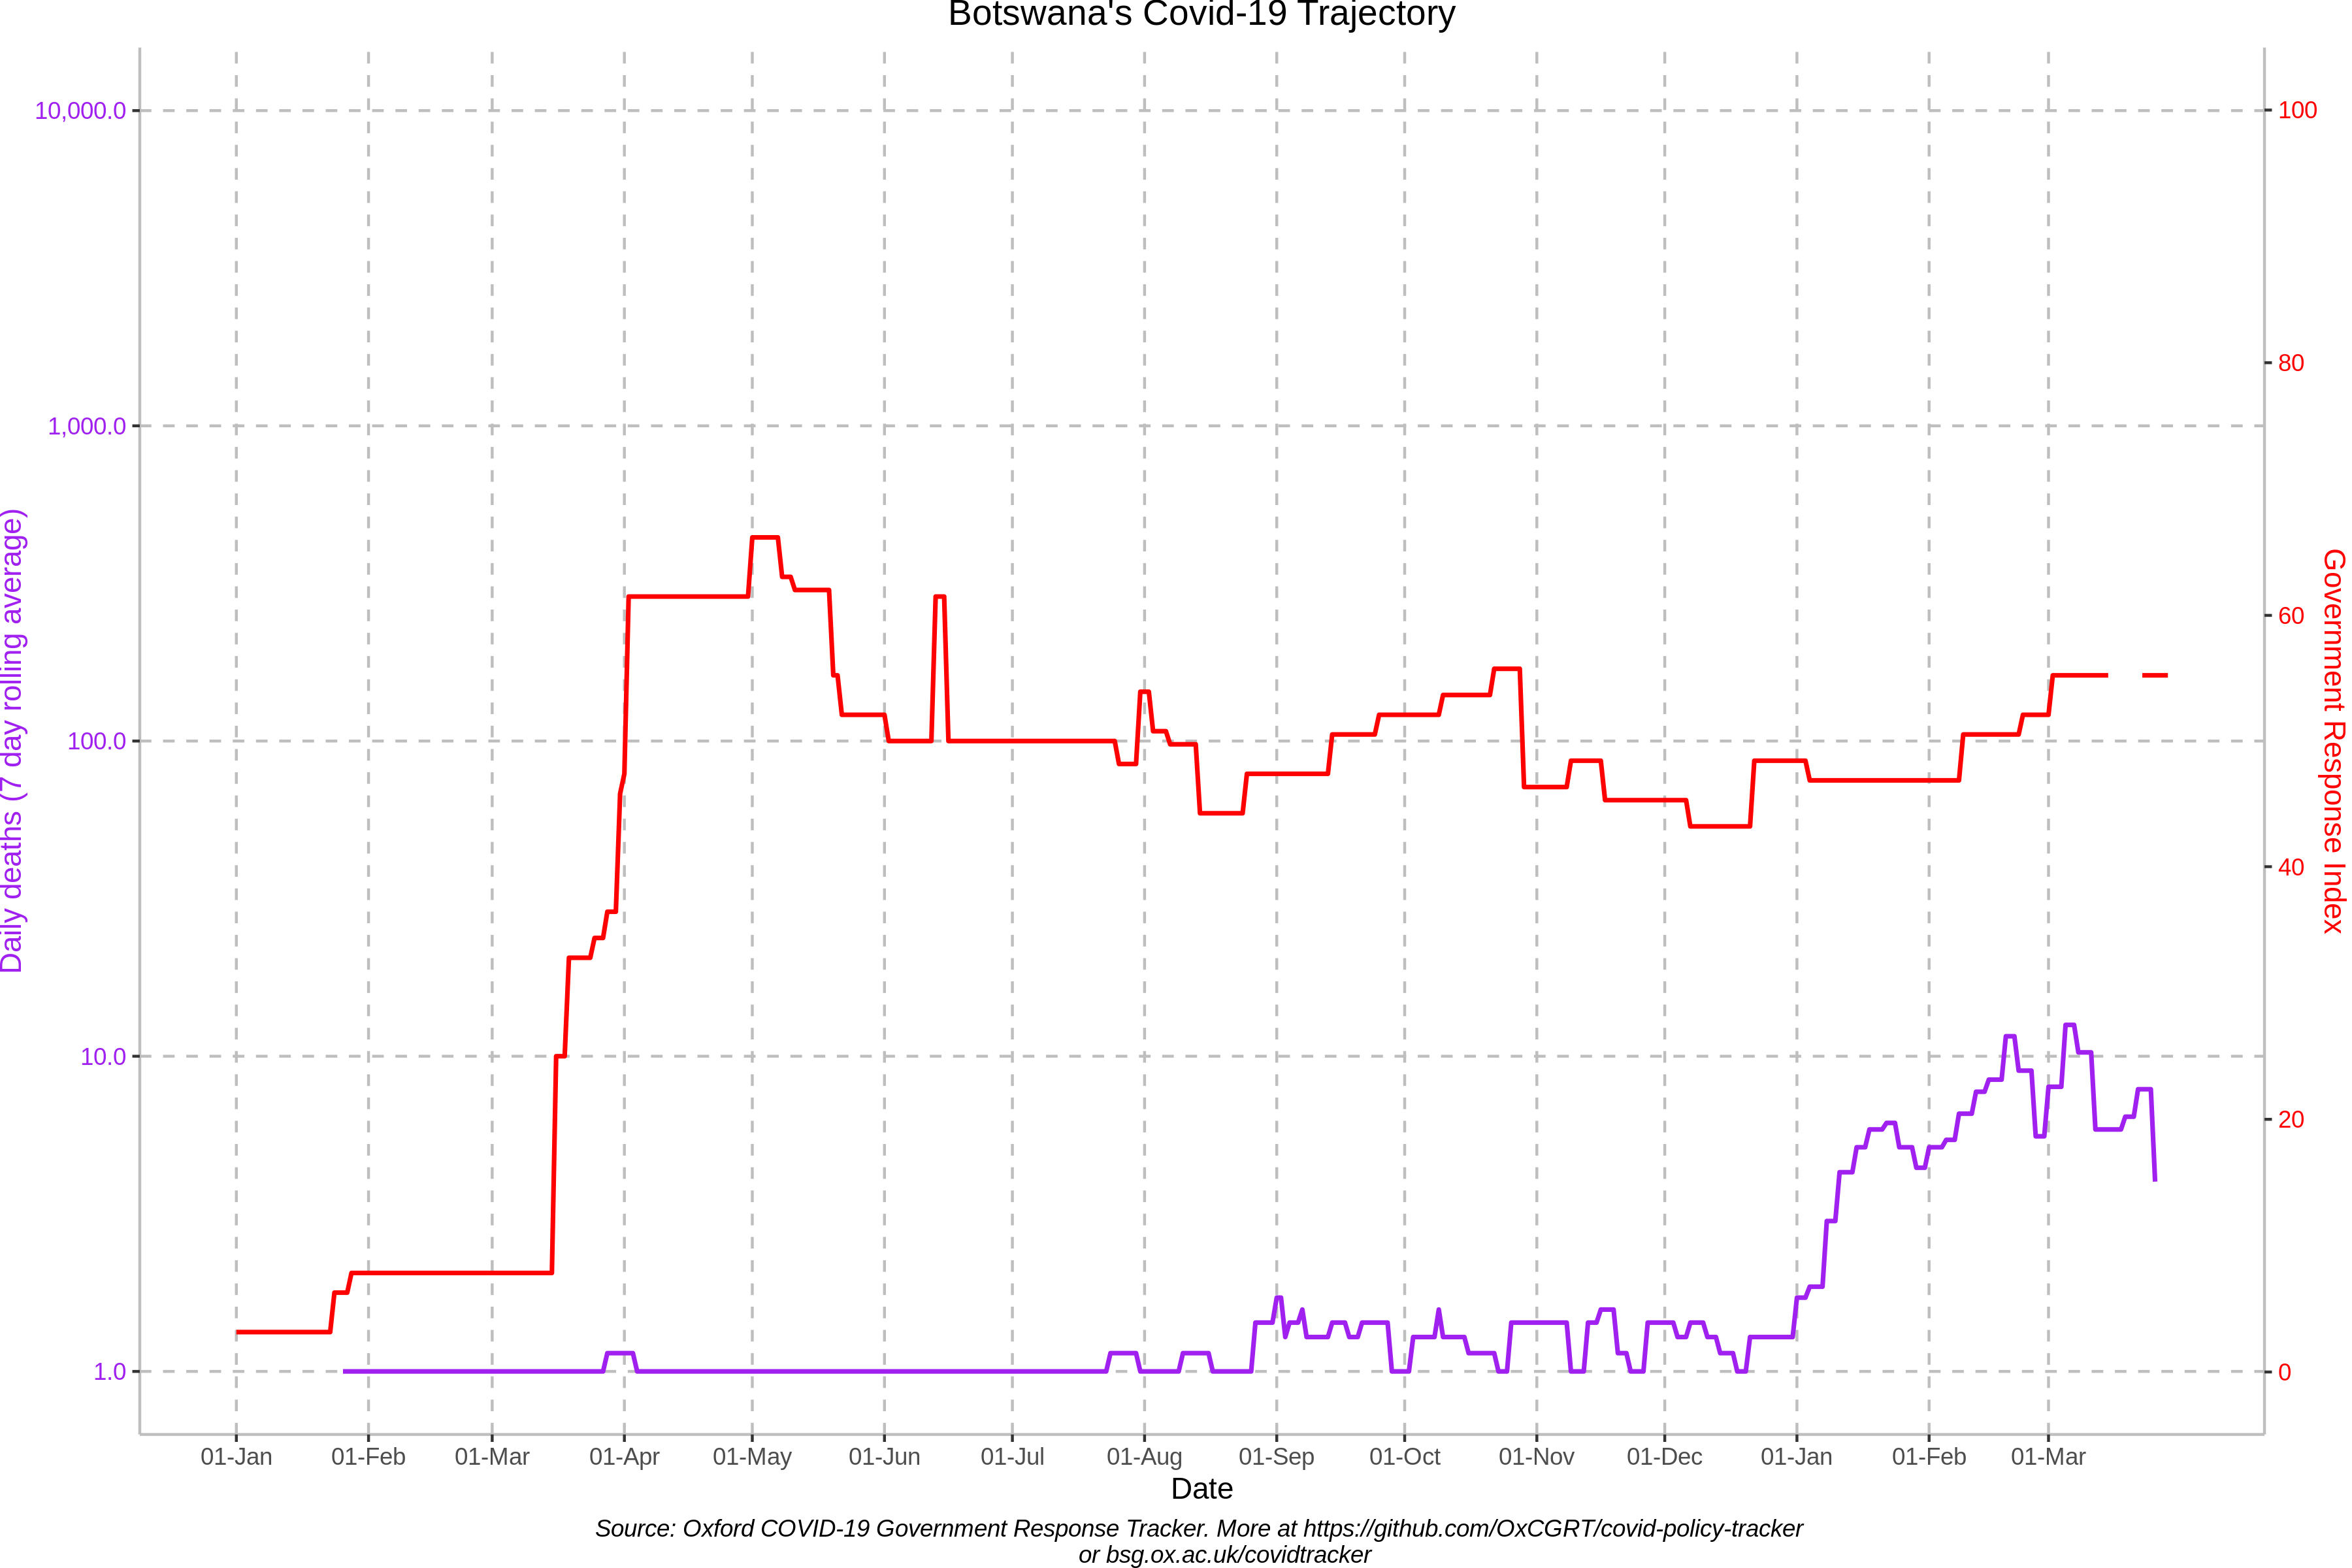 Botswana's Covid-19 Trajectory
10,000.0
1,000.0
100.0
10.0
1.0
Daily deaths (7 day rolling average)
100
80
60
40
20
0
Government Response Index
01-Jan 01-Feb 01-Mar 01-Apr 01-May 01-Jun 01-Jul 01-Aug 01-Sep 01-Oct 01-Nov 01-Dec 01-Jan 01-Feb 01-Mar
Date
Source: Oxford COVID-19 Government Response Tracker. More at https://github.com/OxCGRT/covid-policy-tracker
or bsg.ox.ac.uk/covidtracker